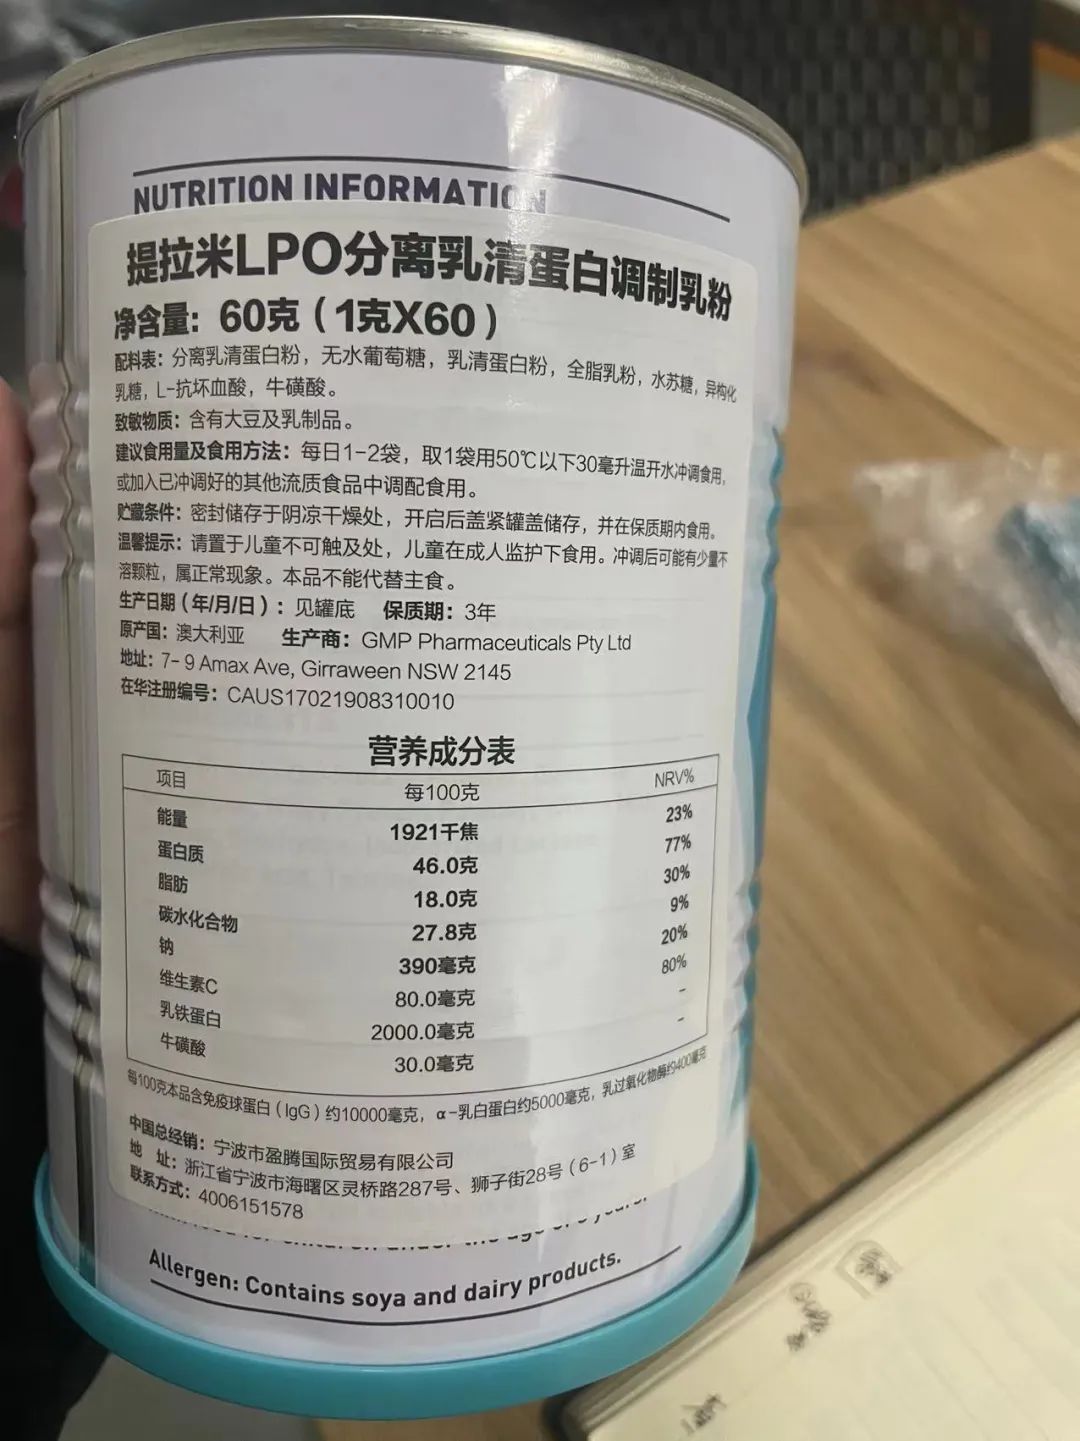 NUTRITION INFORMATION
提拉米LPO分离乳清蛋白调制乳粉
净含量：60克（1克X60）
配料表：分离乳清蛋白粉，无水葡萄糖，乳清蛋白粉，全脂乳粉，水苏糖，异构化
乳糖，L-抗坏血酸，牛磺酸。
致敏物质：含有大豆及乳制品。
建议食用量及食用方法：每日1-2袋，取1袋用50℃以下30毫升温开水冲调食用，
或加入已冲调好的其他流质食品中调配食用。
贮藏条件：密封储存于阴凉干燥处，开启后盖紧罐盖储存，并在保质期内食用。
温馨提示：请置于儿童不可触及处，儿童在成人监护下食用。冲调后可能有少量不
溶颗粒，属正常现象。本品不能代替主食。
生产日期（年/月/日）：见罐底 保质期：3年
原产国：澳大利亚 生产商：GMP Pharmaceuticals Pty Ltd
地址：7-9 Amax Ave, Girraween NSW 2145
在华注册编号：CAUS17021908310010
营养成分表
项目 每100克 NRV%
能量 1921千焦 23%
蛋白质 46.0克 77%
脂肪 18.0克 30%
碳水化合物 27.8克 9%
钠 390毫克 20%
维生素C 80.0毫克 80%
乳铁蛋白 2000.0毫克 -
牛磺酸 30.0毫克 -
每100克本品含免疫球蛋白（IgG）约10000毫克，α-乳白蛋白约5000毫克，乳过氧化物酶约400毫克
中国总经销：宁波市盈腾国际贸易有限公司
地 址：浙江省宁波市海曙区灵桥路287号、狮子街28号（6-1）室
联系方式：4006151578
children under the age of
Allergen: Contains soya and dairy products.